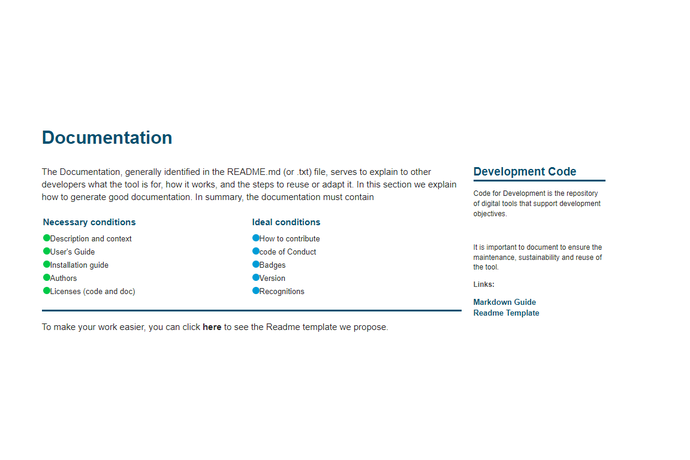 Documentation
The Documentation, generally identified in the README.md (or .txt) file, serves to explain to other
developers what the tool is for, how it works, and the steps to reuse or adapt it. In this section we explain
how to generate good documentation. In summary, the documentation must contain
Necessary conditions
Description and context
User's Guide
Installation guide
Authors
Licenses (code and doc)
Ideal conditions
How to contribute
code of Conduct
Badges
Version
Recognitions
To make your work easier, you can click here to see the Readme template we propose.
Development Code
Code for Development is the repository
of digital tools that support development
objectives.
It is important to document to ensure the
maintenance, sustainability and reuse of
the tool.
Links:
Markdown Guide
Readme Template